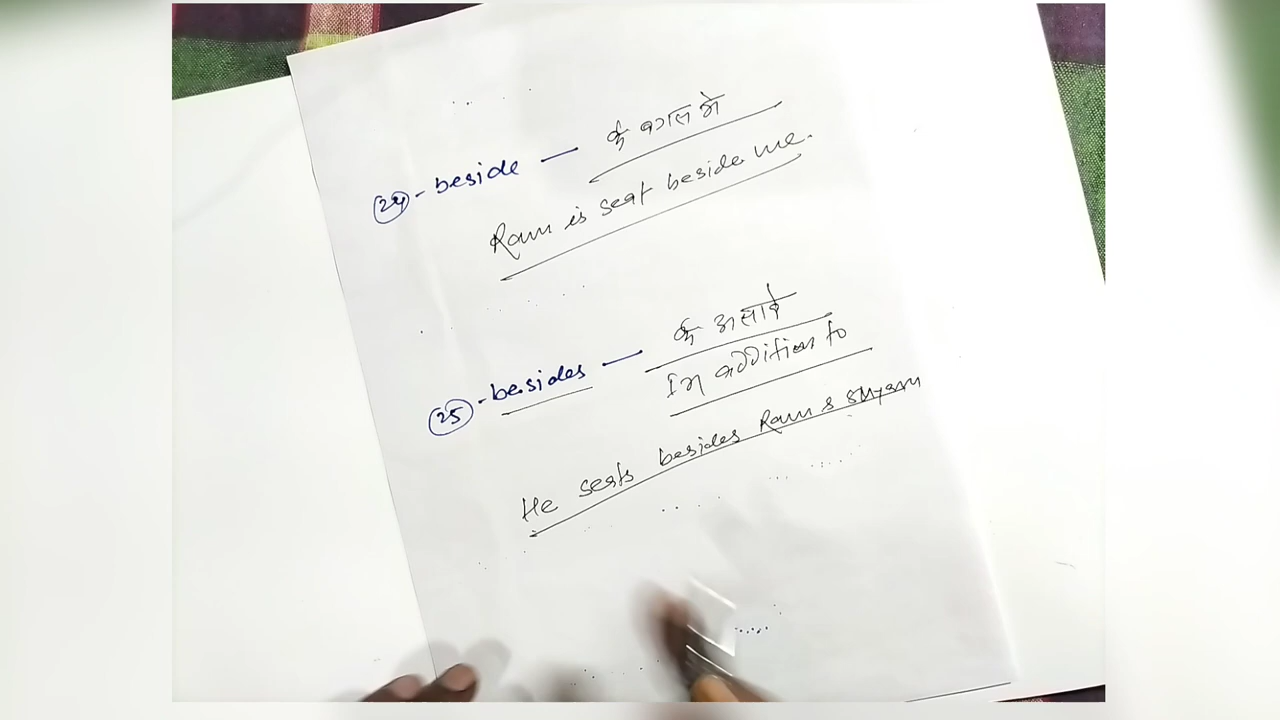 24 - beside — के बगल में
Ram is seat beside me.
25 - besides — के अलावे
In addition to
He seats besides Ram & Shyam